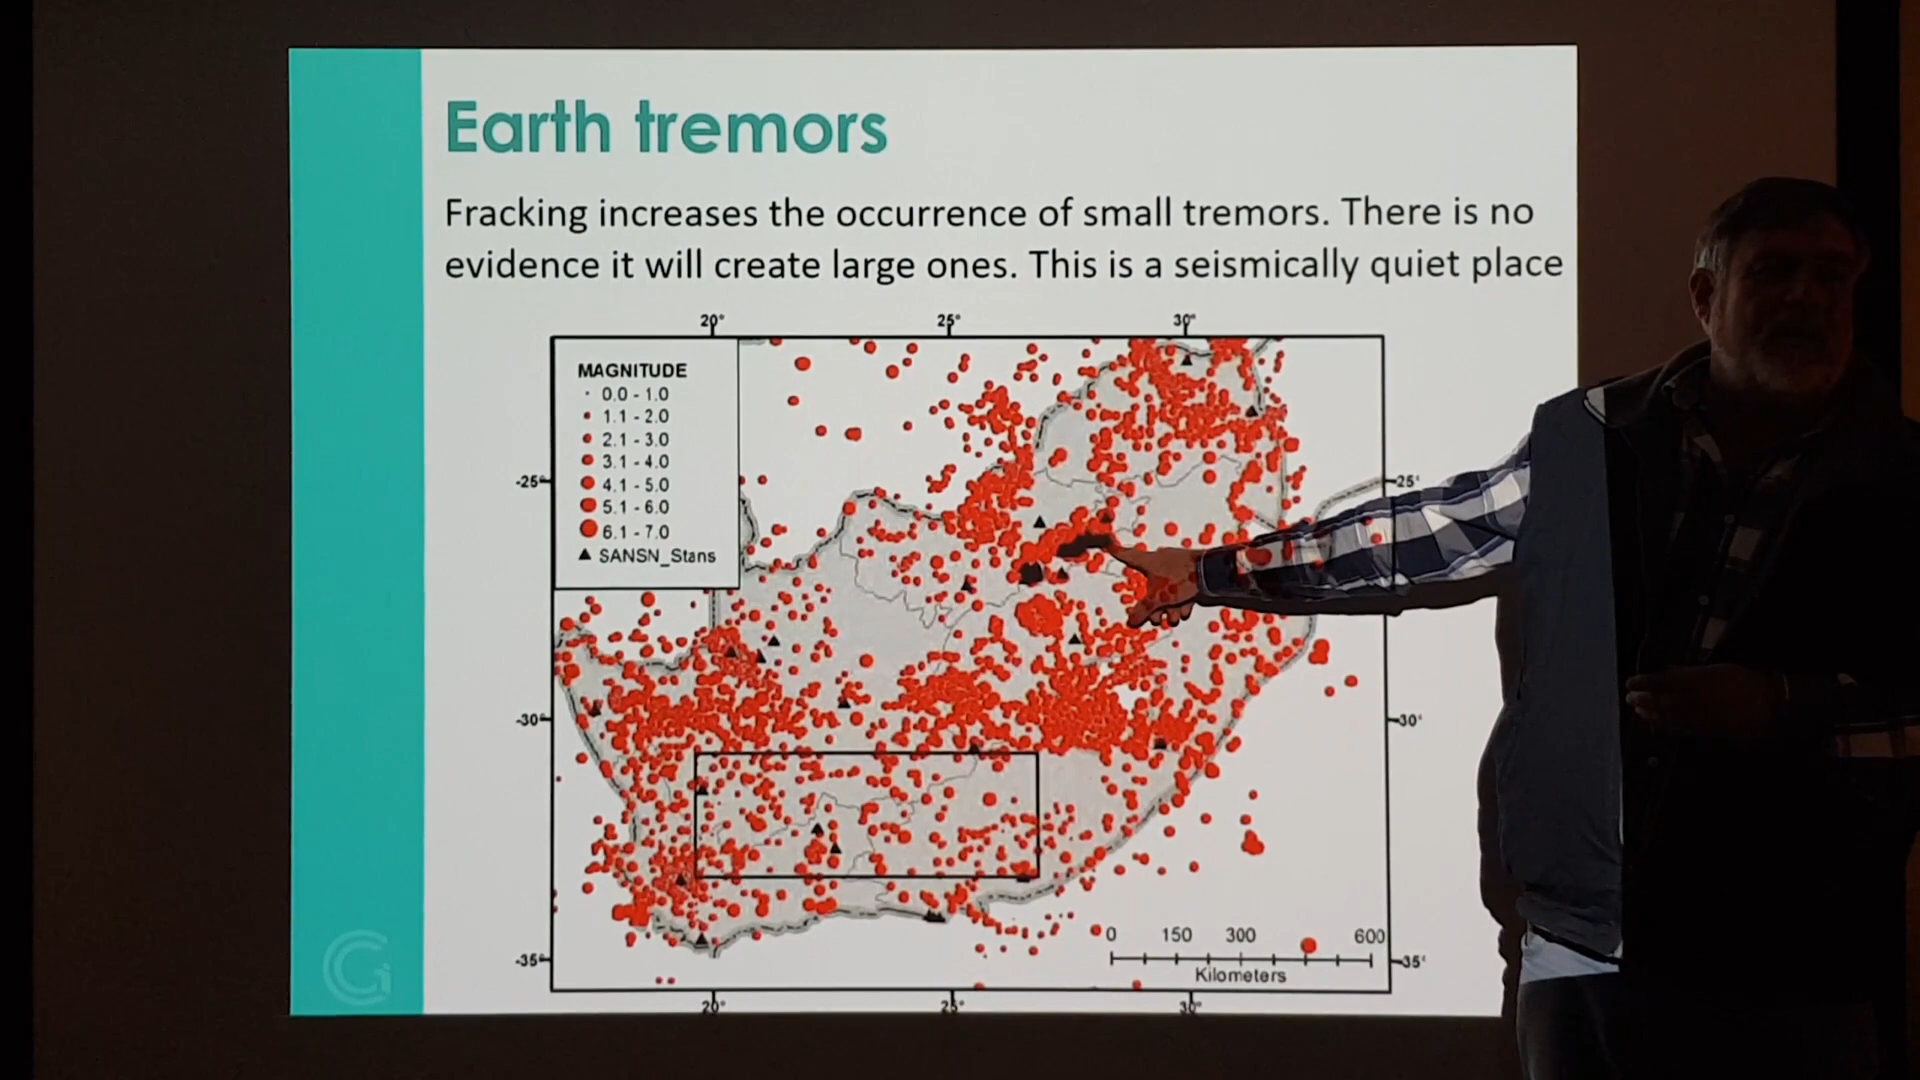 Earth tremors
Fracking increases the occurrence of small tremors. There is no
evidence it will create large ones. This is a seismically quiet place
20° 25° 30°
MAGNITUDE
0.0 - 1.0
1.1 - 2.0
2.1 - 3.0
3.1 - 4.0
4.1 - 5.0
5.1 - 6.0
6.1 - 7.0
SANSN_Stans
-25° -25°
-30° -30°
0 150 300 600
Kilometers
-35° -35°
20° 25° 30°